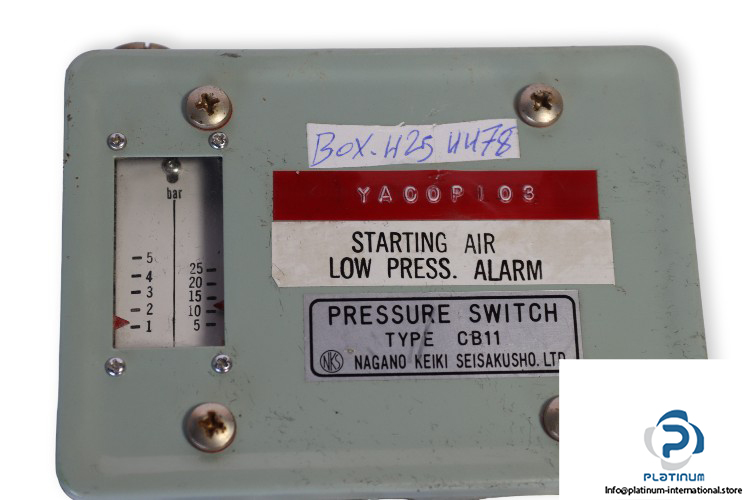 BOX.H25 4478
YACOP103
STARTING AIR
LOW PRESS. ALARM
bar
5
4
3
2
1
25
20
15
10
5
PRESSURE SWITCH
TYPE CB11
NKS NAGANO KEIKI SEISAKUSHO.LTD
PLATINUM
Info@platinum-international.store